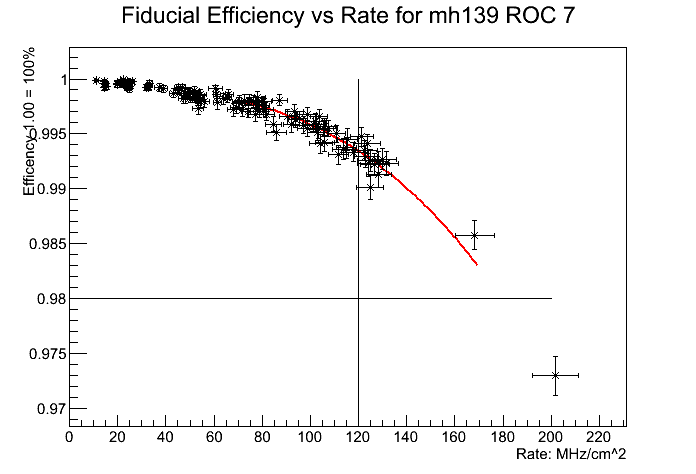 Fiducial Efficiency vs Rate for mh139 ROC 7
Efficency 1.00 = 100%
1
0.995
0.99
0.985
0.98
0.975
0.97
0 20 40 60 80 100 120 140 160 180 200 220
Rate: MHz/cm^2